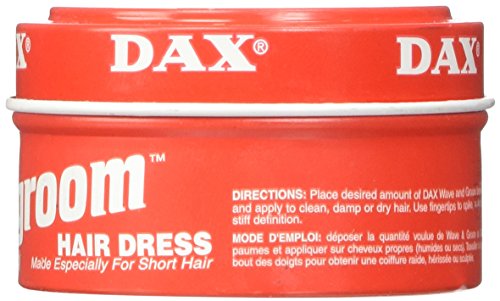 DAX DAX® DAX
groom™
HAIR DRESS
Made Especially For Short Hair
DIRECTIONS: Place desired amount of DAX Wave and Groom
and apply to clean, damp or dry hair. Use fingertips to spike,
stiff definition.
MODE D'EMPLOI: déposer la quantité voulue de Wave & Groom
paumes et appliquer sur cheveux propres (humides ou secs).
bout des doigts pour obtenir une coiffure raide, hérissée ou sculptée.